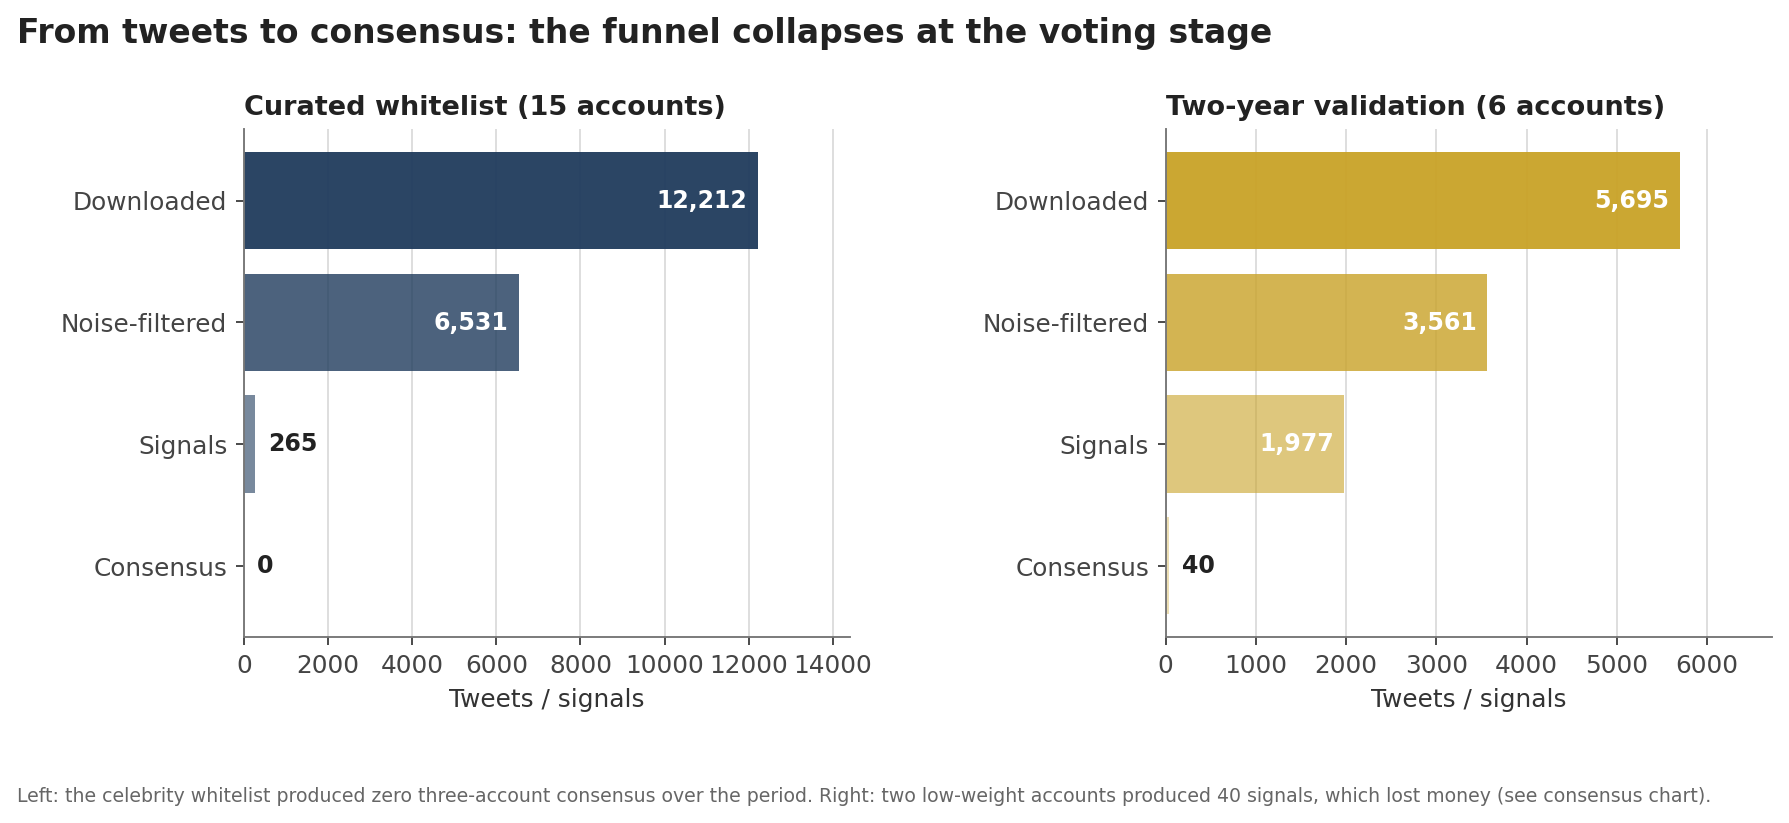 From tweets to consensus: the funnel collapses at the voting stage
Curated whitelist (15 accounts)
Downloaded
12,212
Noise-filtered
6,531
Signals
265
Consensus
0
0 2000 4000 6000 8000 10000 12000 14000
Tweets / signals
Two-year validation (6 accounts)
Downloaded
5,695
Noise-filtered
3,561
Signals
1,977
Consensus
40
0 1000 2000 3000 4000 5000 6000
Tweets / signals
Left: the celebrity whitelist produced zero three-account consensus over the period. Right: two low-weight accounts produced 40 signals, which lost money (see consensus chart).